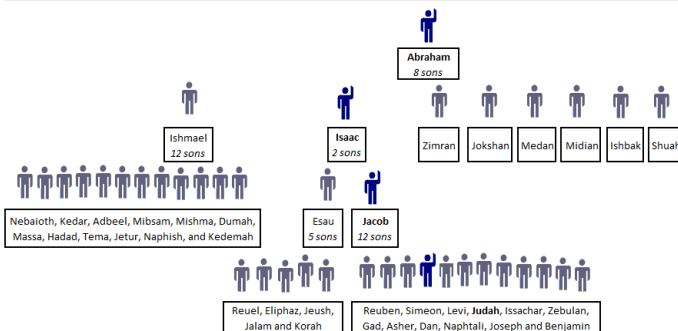 Abraham
8 sons
Ishmael
12 sons
Isaac
2 sons
Zimran
Jokshan
Medan
Midian
Ishbak
Shuah
Nebaioth, Kedar, Adbeel, Mibsam, Mishma, Dumah,
Massa, Hadad, Tema, Jetur, Naphish, and Kedemah
Esau
5 sons
Jacob
12 sons
Reuel, Eliphaz, Jeush,
Jalam and Korah
Reuben, Simeon, Levi, Judah, Issachar, Zebulan,
Gad, Asher, Dan, Naphtali, Joseph and Benjamin